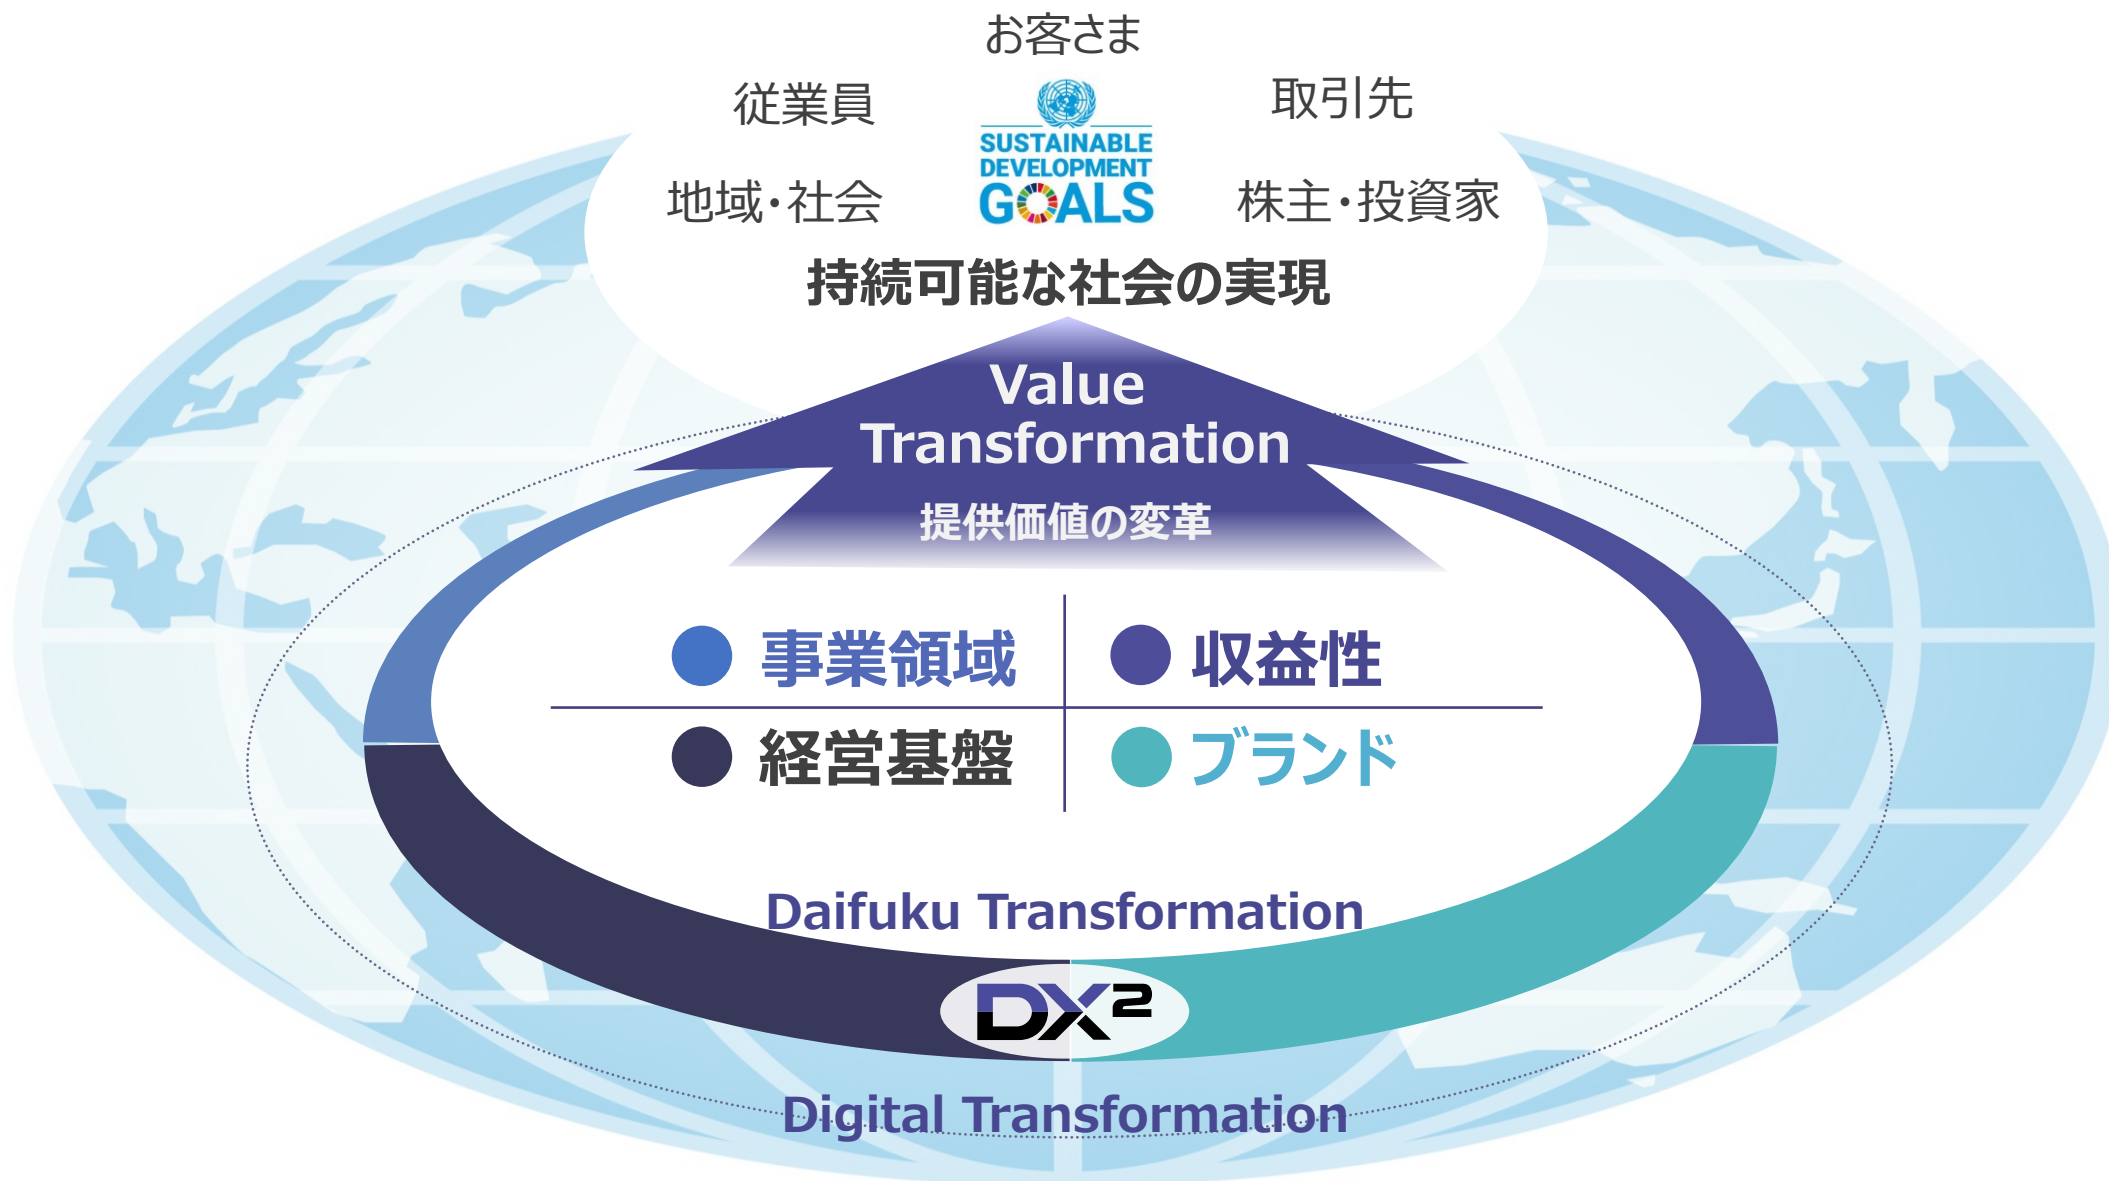 お客さま
従業員
取引先
SUSTAINABLE
DEVELOPMENT
GOALS
地域・社会
株主・投資家
持続可能な社会の実現
Value
Transformation
提供価値の変革
事業領域
収益性
経営基盤
ブランド
Daifuku Transformation
DX²
Digital Transformation